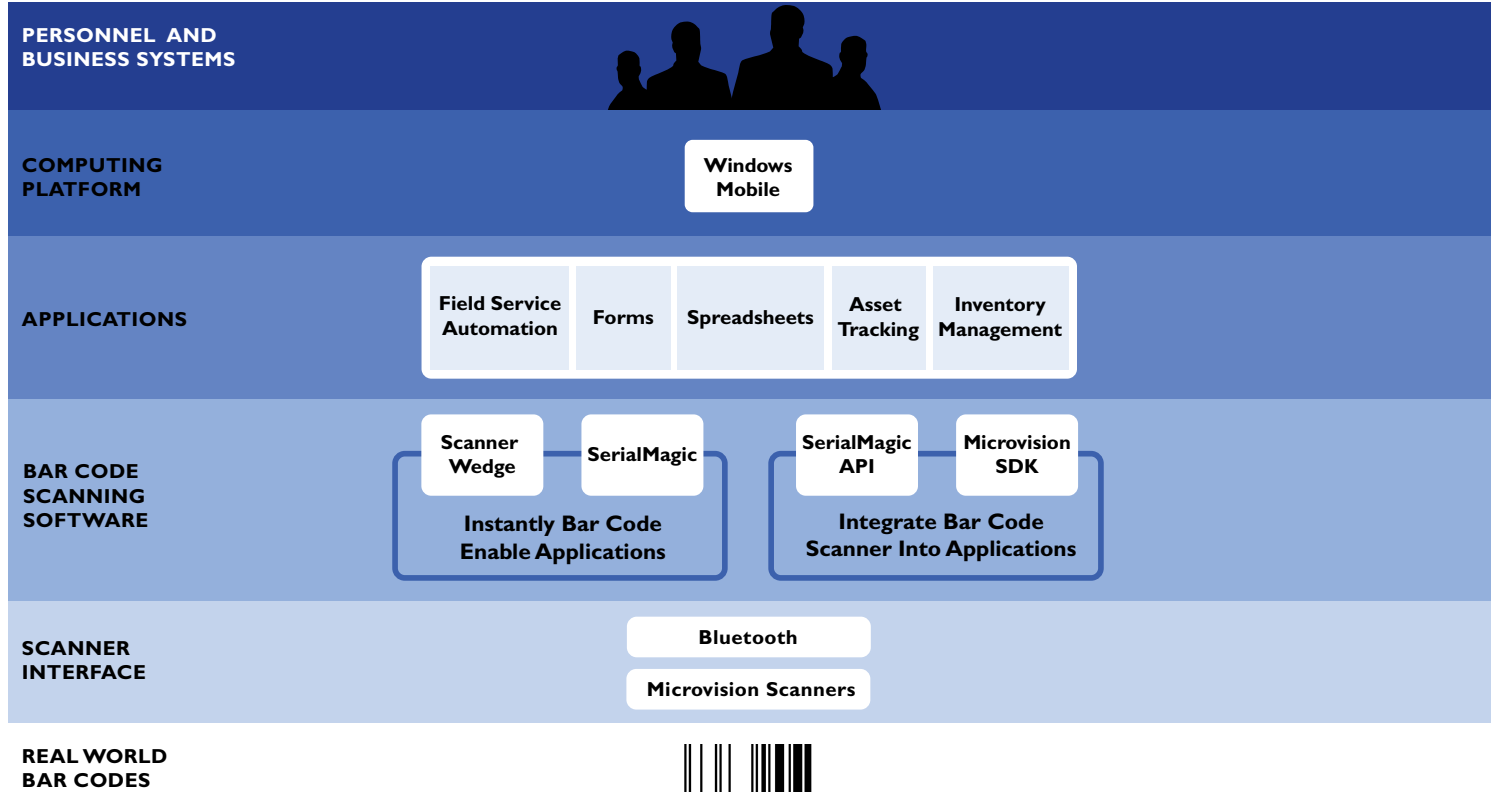 PERSONNEL AND
BUSINESS SYSTEMS
COMPUTING
PLATFORM
Windows
Mobile
APPLICATIONS
Field Service
Automation
Forms
Spreadsheets
Asset
Tracking
Inventory
Management
BAR CODE
SCANNING
SOFTWARE
Scanner
Wedge
SerialMagic
Instantly Bar Code
Enable Applications
SerialMagic
API
Microvision
SDK
Integrate Bar Code
Scanner Into Applications
SCANNER
INTERFACE
Bluetooth
Microvision Scanners
REAL WORLD
BAR CODES